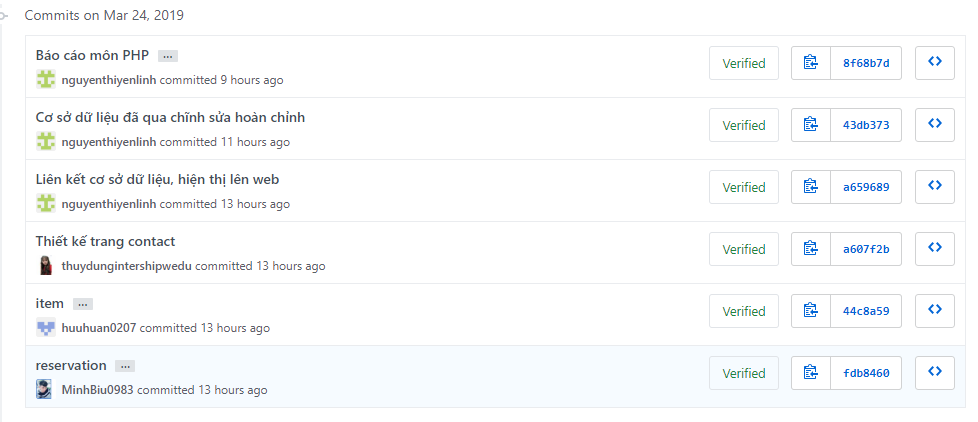 Commits on Mar 24, 2019
Báo cáo môn PHP ...
nguyenthiyenlinh committed 9 hours ago
Verified
8f68b7d
Cơ sở dữ liệu đã qua chĩnh sửa hoàn chỉnh
nguyenthiyenlinh committed 11 hours ago
Verified
43db373
Liên kết cơ sở dữ liệu, hiện thị lên web
nguyenthiyenlinh committed 13 hours ago
Verified
a659689
Thiết kế trang contact
thuydungintershipwedu committed 13 hours ago
Verified
a607f2b
item ...
huuhuan0207 committed 13 hours ago
Verified
44c8a59
reservation ...
MinhBiu0983 committed 13 hours ago
Verified
fdb8460